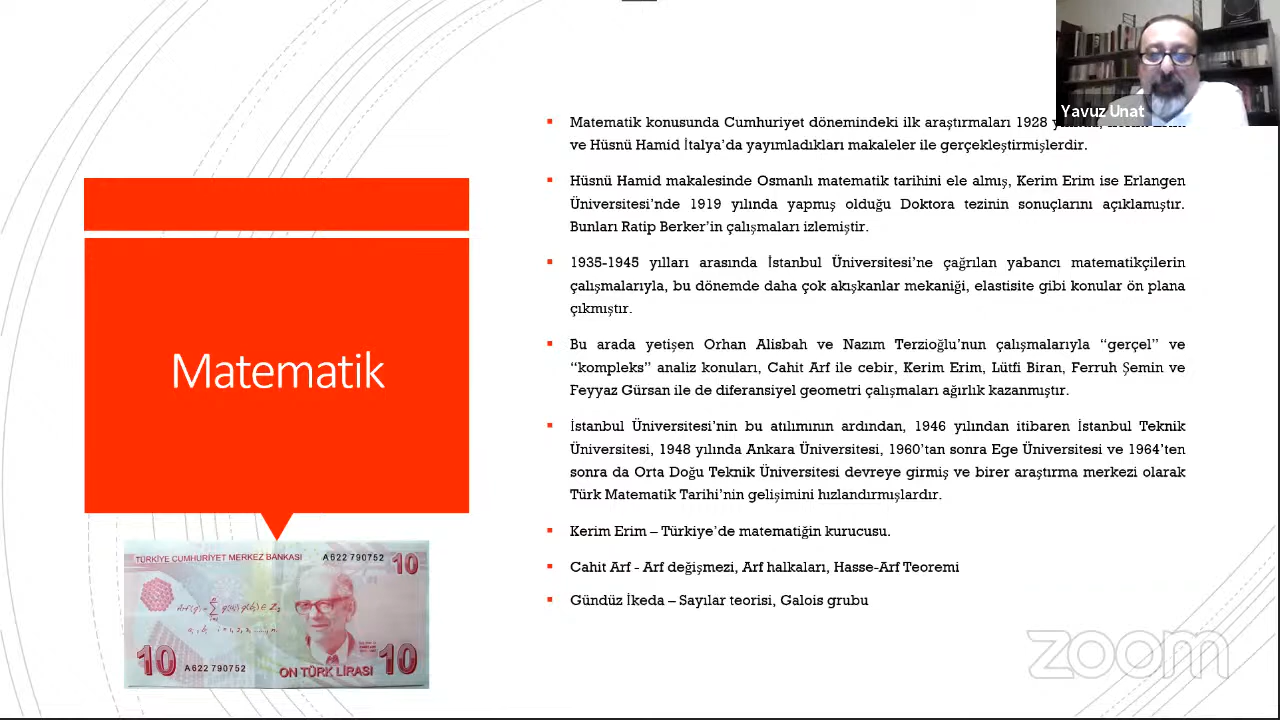 Yavuz Unat
Matematik konusunda Cumhuriyet dönemindeki ilk araştırmaları 1928
ve Hüsnü Hamid İtalya’da yayımladıkları makaleler ile gerçekleştirmişlerdir.
Hüsnü Hamid makalesinde Osmanlı matematik tarihini ele almış, Kerim Erim ise Erlangen
Üniversitesi’nde 1919 yılında yapmış olduğu Doktora tezinin sonuçlarını açıklamıştır.
Bunları Ratip Berker’in çalışmaları izlemiştir.
1935-1945 yılları arasında İstanbul Üniversitesi’ne çağrılan yabancı matematikçilerin
çalışmalarıyla, bu dönemde daha çok akışkanlar mekaniği, elastisite gibi konular ön plana
çıkmıştır.
Bu arada yetişen Orhan Alisbah ve Nazım Terzioğlu’nun çalışmalarıyla “gerçel” ve
“kompleks” analiz konuları, Cahit Arf ile cebir, Kerim Erim, Lütfi Biran, Ferruh Şemin ve
Feyyaz Gürsan ile de diferansiyel geometri çalışmaları ağırlık kazanmıştır.
İstanbul Üniversitesi’nin bu atılımının ardından, 1946 yılından itibaren İstanbul Teknik
Üniversitesi, 1948 yılında Ankara Üniversitesi, 1960’tan sonra Ege Üniversitesi ve 1964’ten
sonra da Orta Doğu Teknik Üniversitesi devreye girmiş ve birer araştırma merkezi olarak
Türk Matematik Tarihi’nin gelişimini hızlandırmışlardır.
Kerim Erim – Türkiye’de matematiğin kurucusu.
Cahit Arf - Arf değişmezi, Arf halkaları, Hasse-Arf Teoremi
Gündüz İkeda – Sayılar teorisi, Galois grubu
Matematik
TÜRKİYE CUMHURİYET MERKEZ BANKASI
A622 790752
10
10
A622 790752
ON TÜRK LİRASI
10
zoom